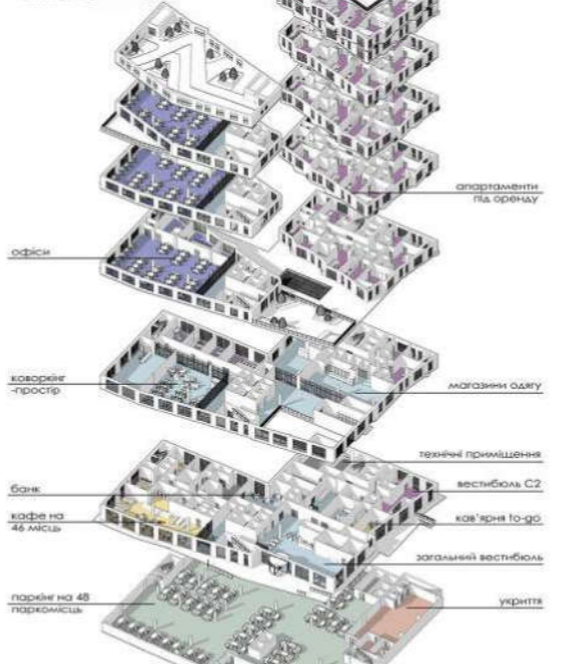 апартаменти
під оренду
офіси
коворкінг
-простір
магазини одягу
технічні приміщення
банк
вестибюль С2
кафе на
46 місць
кав'ярня to-go
загальний вестибюль
паркінг на 48
паркомісць
укриття